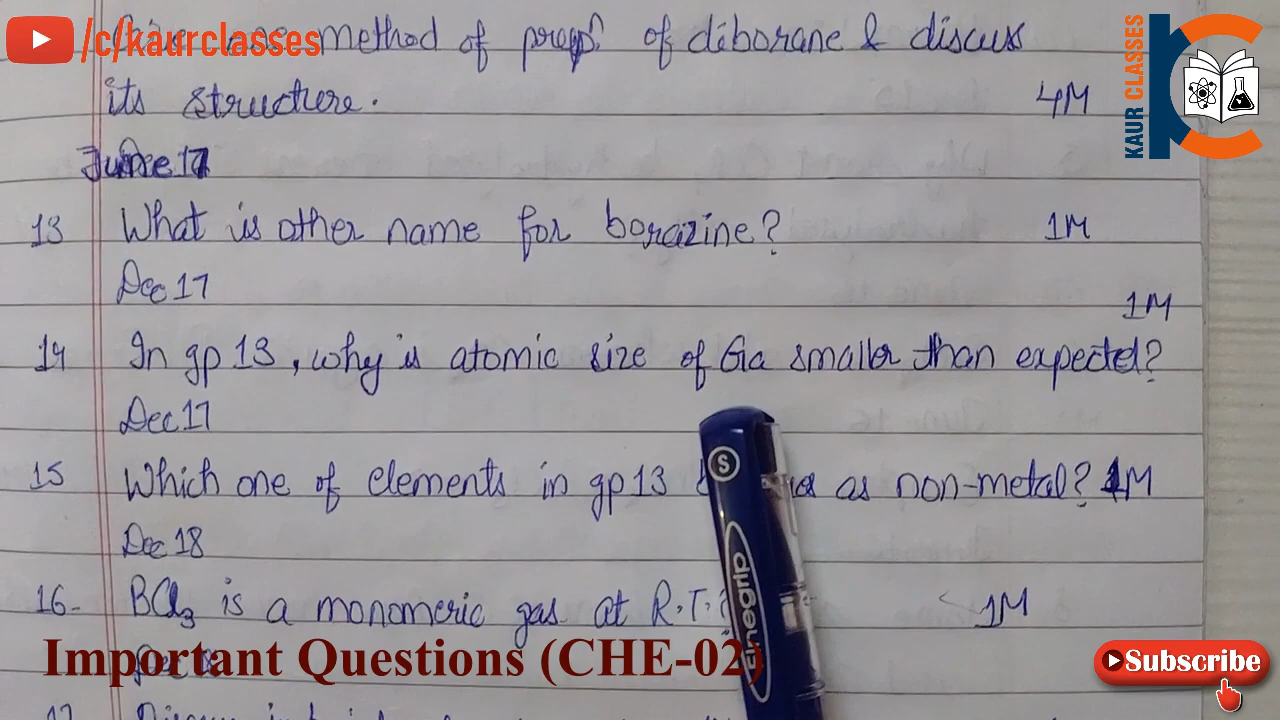 /c/kaurclasses
method of prepn of diborane & discuss
its structure. 4M
KAUR CLASSES
June 17
13 What is other name for borazine? 1M
Dec 17
1M
14 In gp 13, why is atomic size of Ga smaller than expected?
Dec 17
15 Which one of elements in gp 13 as non-metal? 1M
S
Dec 18
16- BCl3 is a monomeric gas at R.T.? 1M
Elnegrip
Important Questions (CHE-02)
Subscribe
17